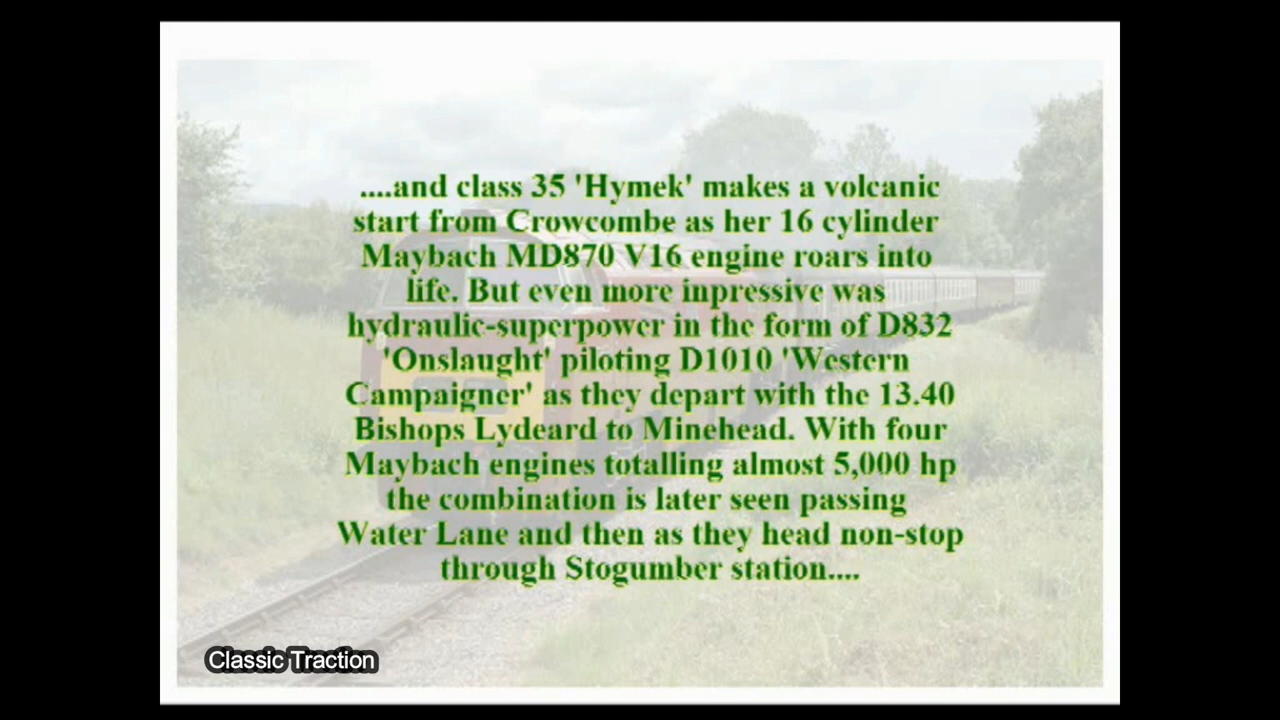 ....and class 35 'Hymek' makes a volcanic
start from Crowcombe as her 16 cylinder
Maybach MD870 V16 engine roars into
life. But even more inpressive was
hydraulic-superpower in the form of D832
'Onslaught' piloting D1010 'Western
Campaigner' as they depart with the 13.40
Bishops Lydeard to Minehead. With four
Maybach engines totalling almost 5,000 hp
the combination is later seen passing
Water Lane and then as they head non-stop
through Stogumber station....
Classic Traction